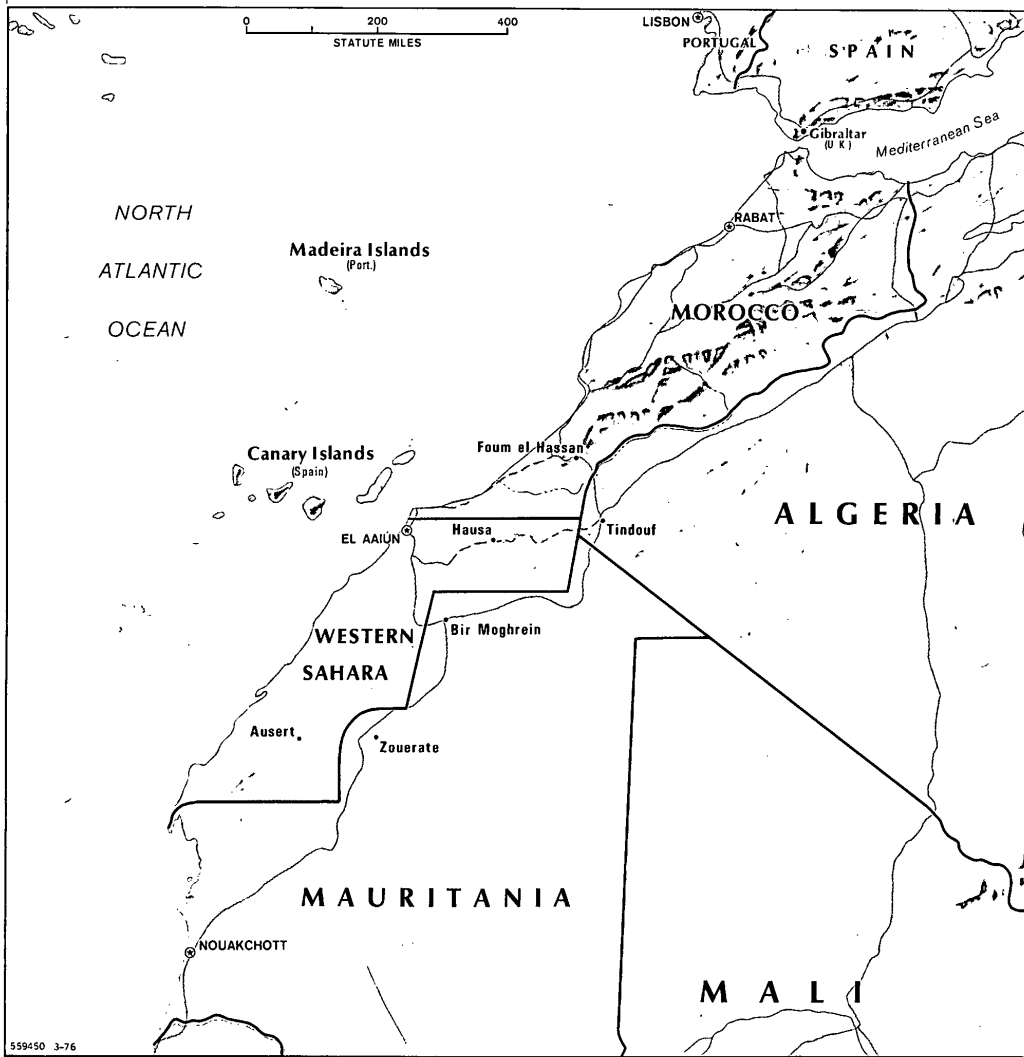 0 200 400
STATUTE MILES
LISBON
PORTUGAL
SPAIN
Gibraltar
(U K)
Mediterranean Sea
NORTH
ATLANTIC
OCEAN
Madeira Islands
(Port.)
RABAT
MOROCCO
Canary Islands
(Spain)
Foum el Hassan
ALGERIA
EL AAIÚN
Hausa
Tindouf
WESTERN
SAHARA
Bir Moghrein
Ausert
Zouerate
MAURITANIA
NOUAKCHOTT
MALI
559450 3-76